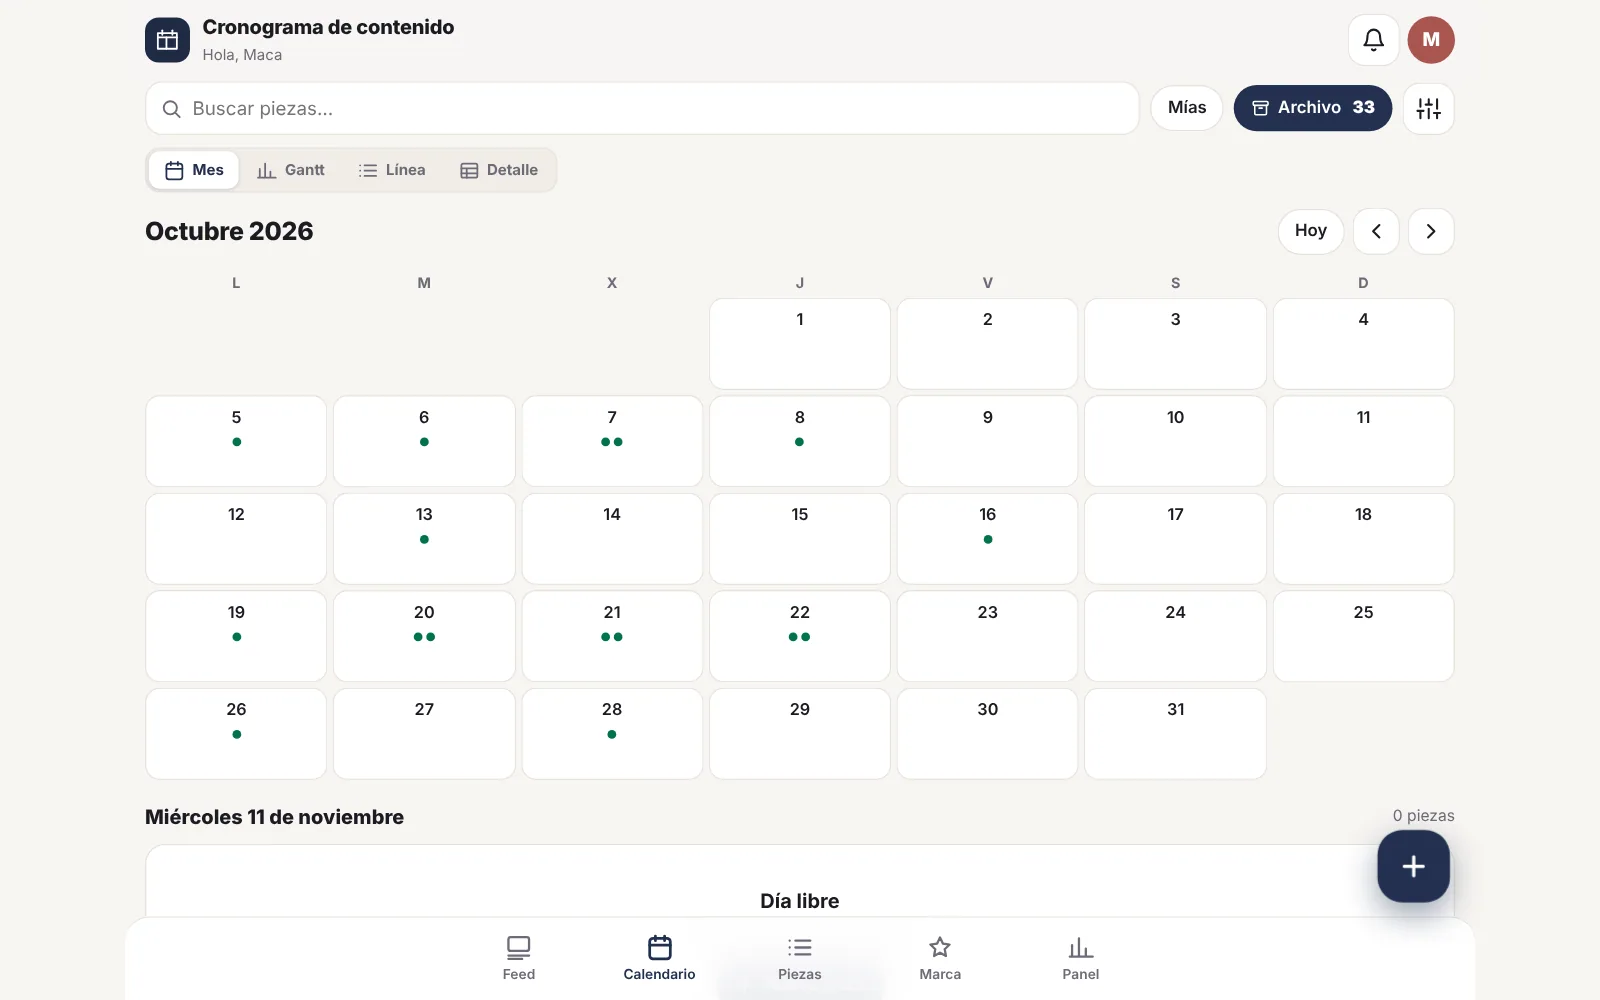 Cronograma de contenido
Hola, Maca
M
Buscar piezas...
Mías
Archivo 33
Mes
Gantt
Línea
Detalle
Octubre 2026
Hoy
L M X J V S D
1 2 3 4
5 6 7 8 9 10 11
12 13 14 15 16 17 18
19 20 21 22 23 24 25
26 27 28 29 30 31
Miércoles 11 de noviembre
0 piezas
Día libre
Feed
Calendario
Piezas
Marca
Panel